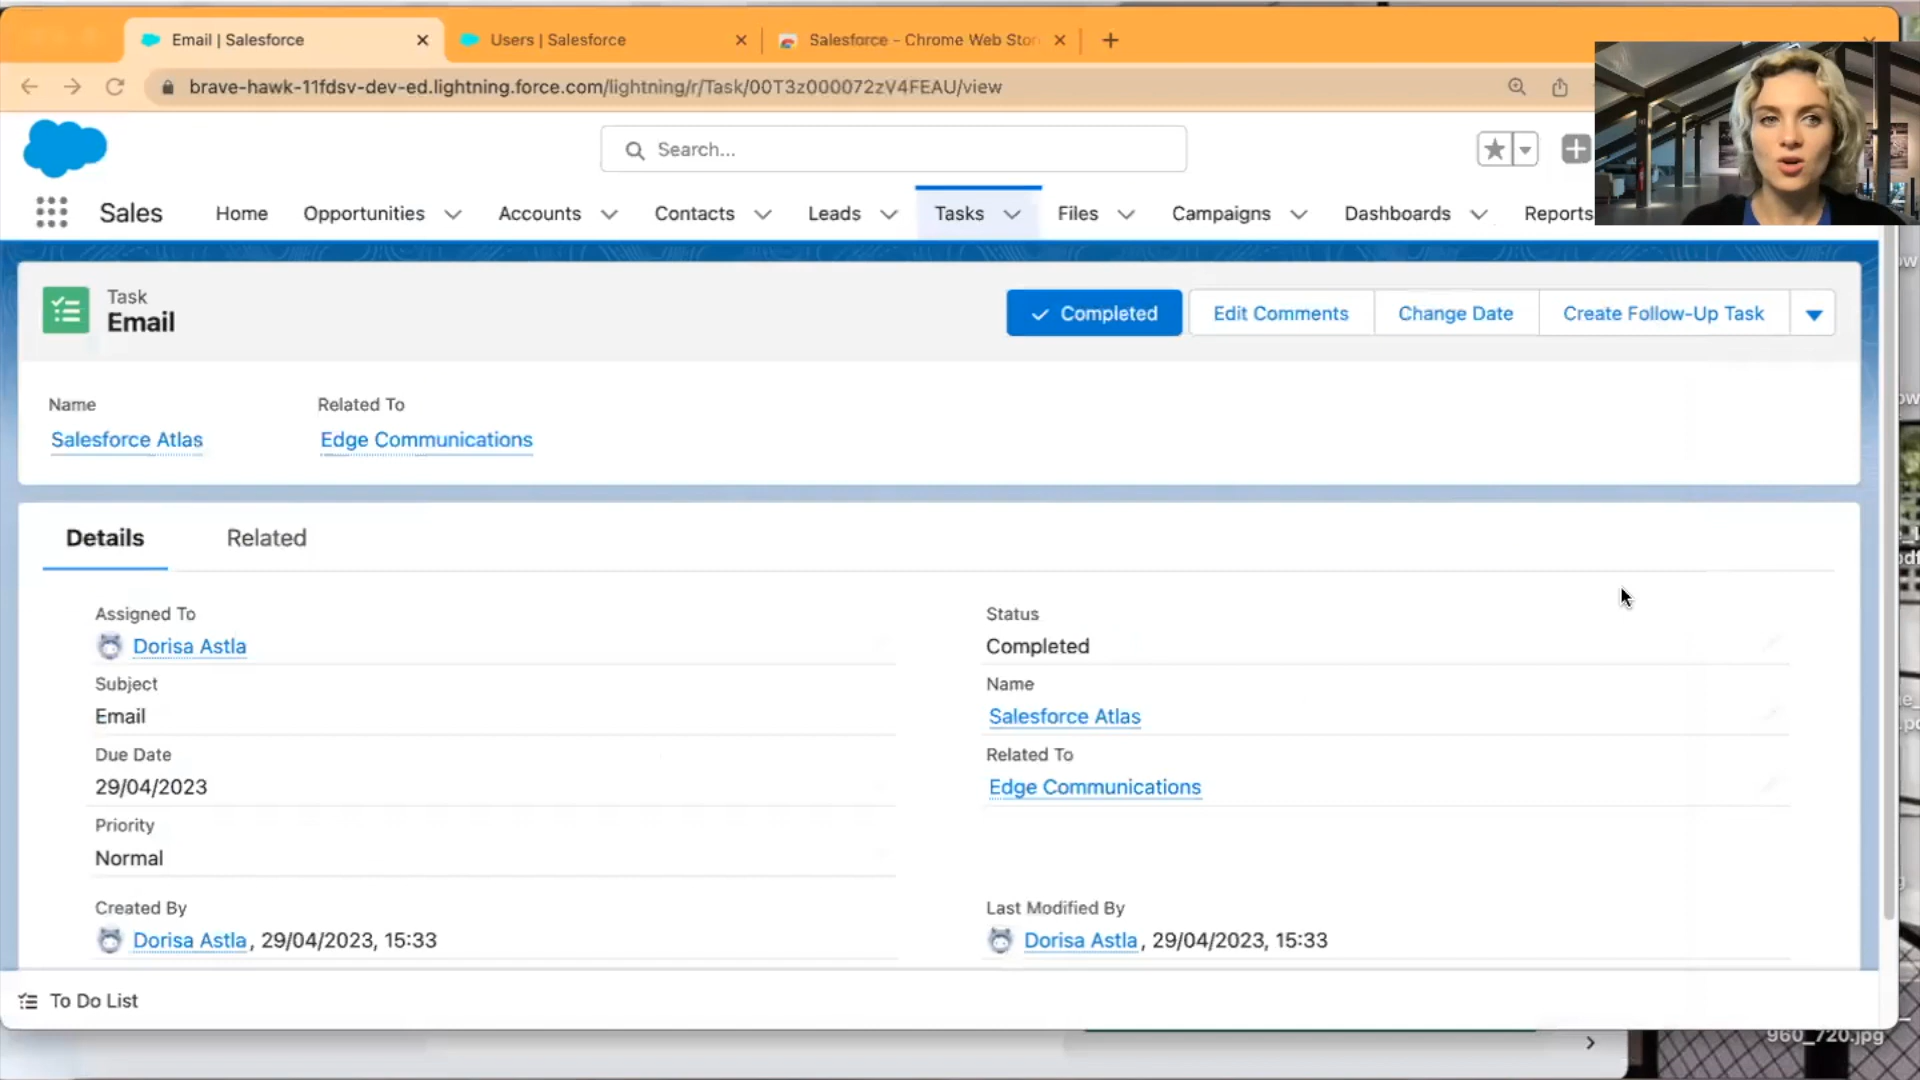 Email | Salesforce
Users | Salesforce
Salesforce - Chrome Web Stor
brave-hawk-11fdsv-dev-ed.lightning.force.com/lightning/r/Task/00T3z000072zV4FEAU/view
Search...
Sales
Home
Opportunities
Accounts
Contacts
Leads
Tasks
Files
Campaigns
Dashboards
Reports
Task
Email
Completed
Edit Comments
Change Date
Create Follow-Up Task
Name
Related To
Salesforce Atlas
Edge Communications
Details
Related
Assigned To
Status
Dorisa Astla
Completed
Subject
Name
Email
Salesforce Atlas
Due Date
Related To
29/04/2023
Edge Communications
Priority
Normal
Created By
Last Modified By
Dorisa Astla, 29/04/2023, 15:33
Dorisa Astla, 29/04/2023, 15:33
To Do List
960_720.jpg